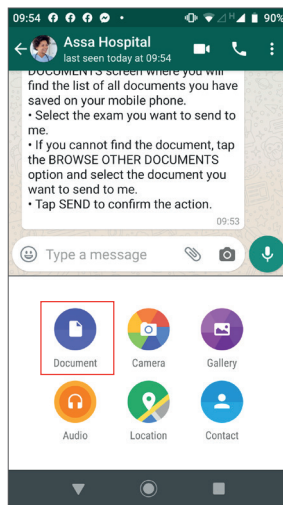 09:54
90%
Assa Hospital
last seen today at 09:54
DOCUMENTS screen where you will
find the list of all documents you have
saved on your mobile phone.
• Select the exam you want to send to
me.
• If you cannot find the document, tap
the BROWSE OTHER DOCUMENTS
option and select the document you
want to send to me.
• Tap SEND to confirm the action.
09:53
Type a message
Document Camera Gallery
Audio Location Contact